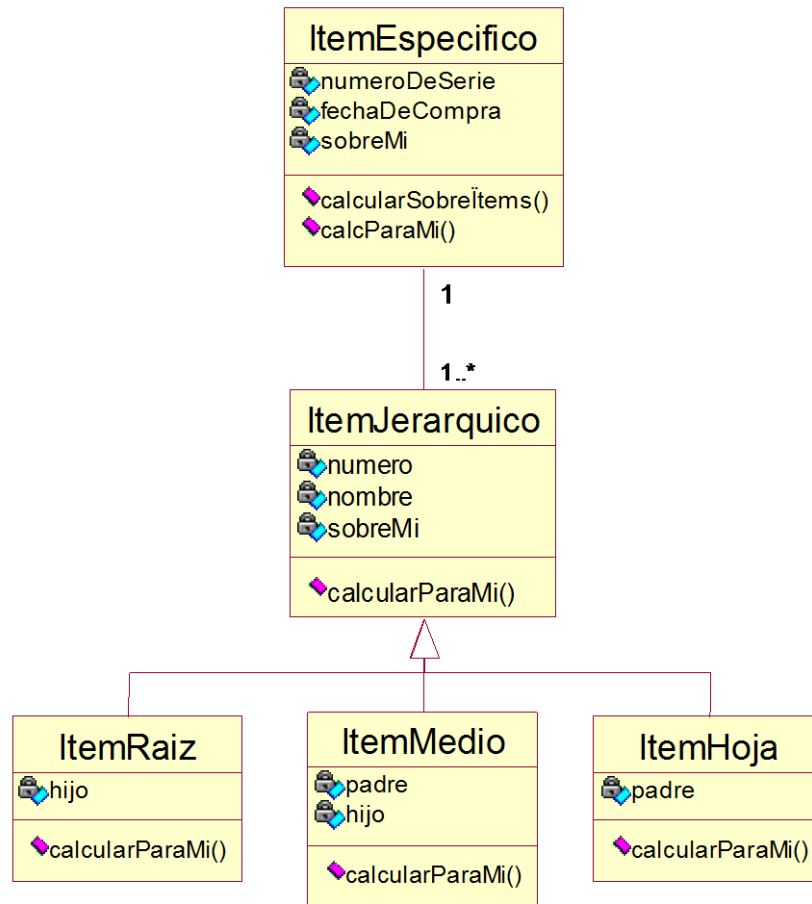 ItemEspecifico
numeroDeSerie
fechaDeCompra
sobreMi
calcularSobreÏtems()
calcParaMi()
1
1..*
ItemJerarquico
numero
nombre
sobreMi
calcularParaMi()
ItemRaiz
hijo
calcularParaMi()
ItemMedio
padre
hijo
calcularParaMi()
ItemHoja
padre
calcularParaMi()